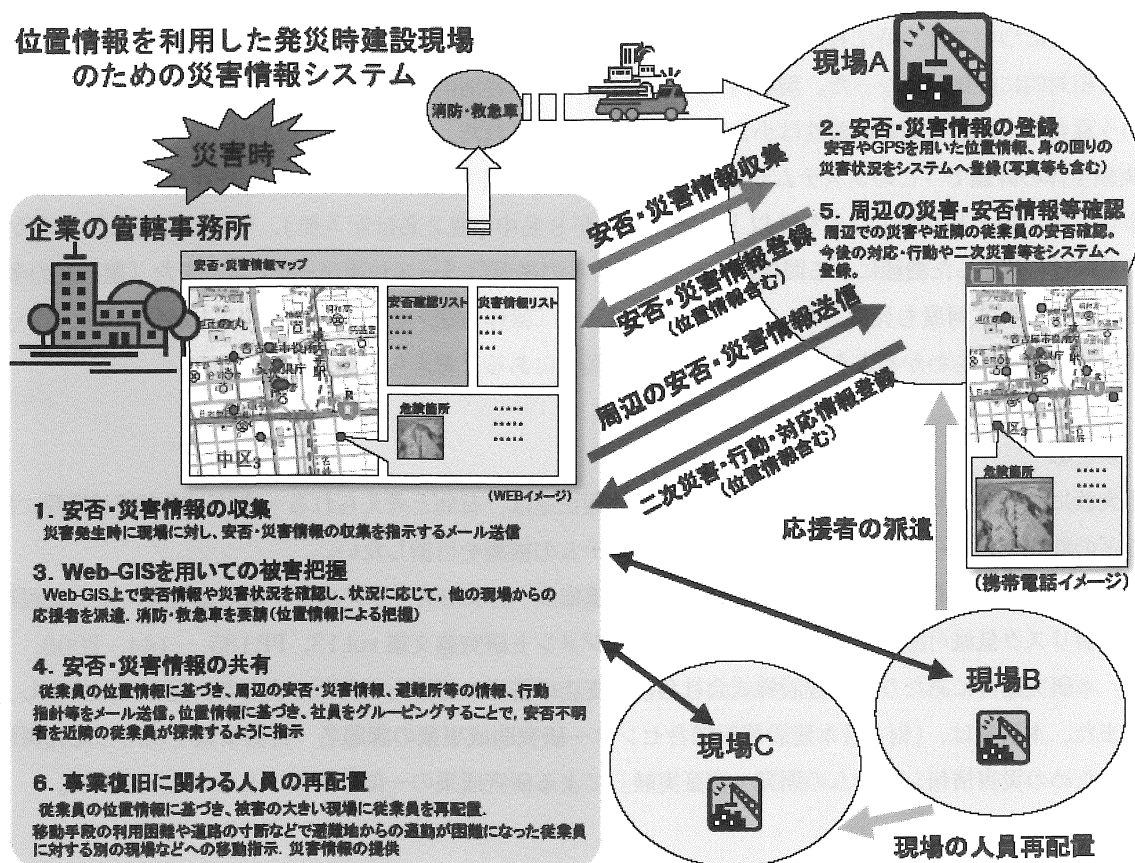 位置情報を利用した発災時建設現場
のための災害情報システム
災害時
消防・救急車
現場A
2. 安否・災害情報の登録
安否やGPSを用いた位置情報、身の回りの
災害状況をシステムへ登録(写真等も含む)
5. 周辺の災害・安否情報等確認
周辺での災害や近隣の従業員の安否確認。
今後の対応・行動や二次災害等をシステムへ
登録。
企業の管轄事務所
安否・災害情報マップ
安否確認リスト
災害情報リスト
危険箇所
中区3
(WEBイメージ)
安否・災害情報収集
安否・災害情報登録
(位置情報含む)
周辺の安否・災害情報送信
二次災害・行動・対応情報登録
(位置情報含む)
中区3
危険箇所
(携帯電話イメージ)
応援者の派遣
1. 安否・災害情報の収集
災害発生時に現場に対し、安否・災害情報の収集を指示するメール送信
3. Web-GISを用いての被害把握
Web-GIS上で安否情報や災害状況を確認し、状況に応じて, 他の現場からの
応援者を派遣. 消防・救急車を要請(位置情報による把握)
4. 安否・災害情報の共有
従業員の位置情報に基づき、周辺の安否・災害情報、避難所等の情報、行動
指針等をメール送信。位置情報に基づき、社員をグルーピングすることで, 安否不明
者を近隣の従業員が探索するように指示
6. 事業復旧に関わる人員の再配置
従業員の位置情報に基づき、被害の大きい現場に従業員を再配置.
移動手段の利用困難や道路の寸断などで避難地からの通勤が困難になった従業員
に対する別の現場などへの移動指示. 災害情報の提供
現場B
現場C
現場の人員再配置